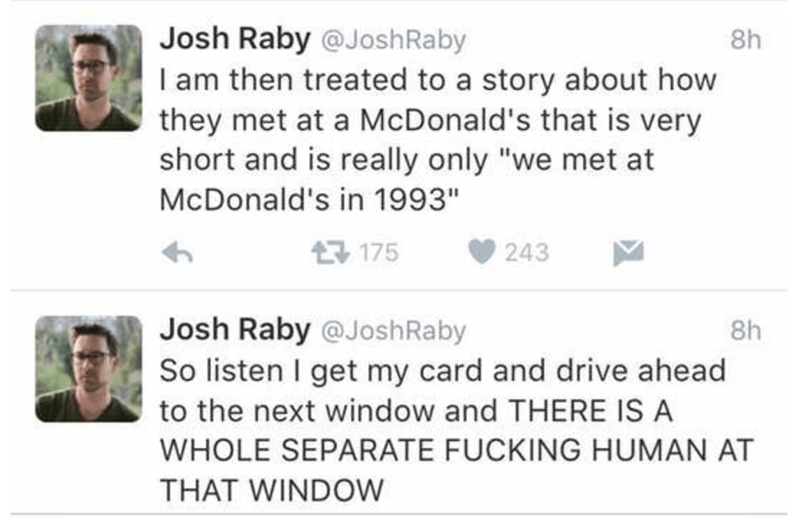 Josh Raby @JoshRaby 8h
I am then treated to a story about how
they met at a McDonald's that is very
short and is really only "we met at
McDonald's in 1993"
175 243
Josh Raby @JoshRaby 8h
So listen I get my card and drive ahead
to the next window and THERE IS A
WHOLE SEPARATE FUCKING HUMAN AT
THAT WINDOW